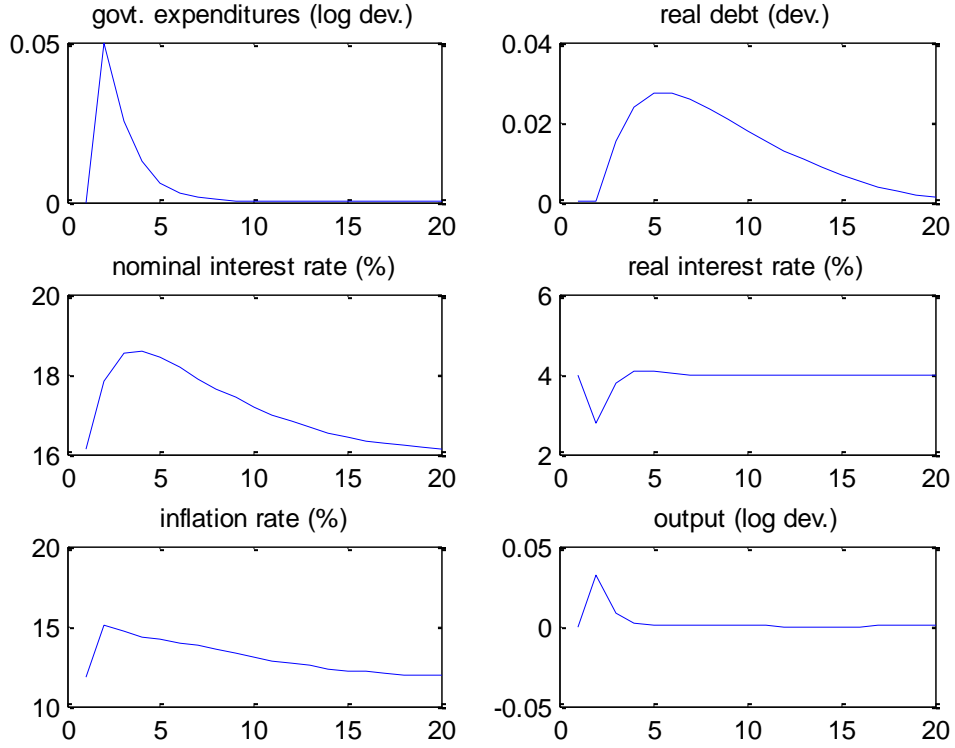 govt. expenditures (log dev.)
0.05
0
0 5 10 15 20
real debt (dev.)
0.04
0.02
0
0 5 10 15 20
nominal interest rate (%)
20
18
16
0 5 10 15 20
real interest rate (%)
6
4
2
0 5 10 15 20
inflation rate (%)
20
15
10
0 5 10 15 20
output (log dev.)
0.05
0
-0.05
0 5 10 15 20